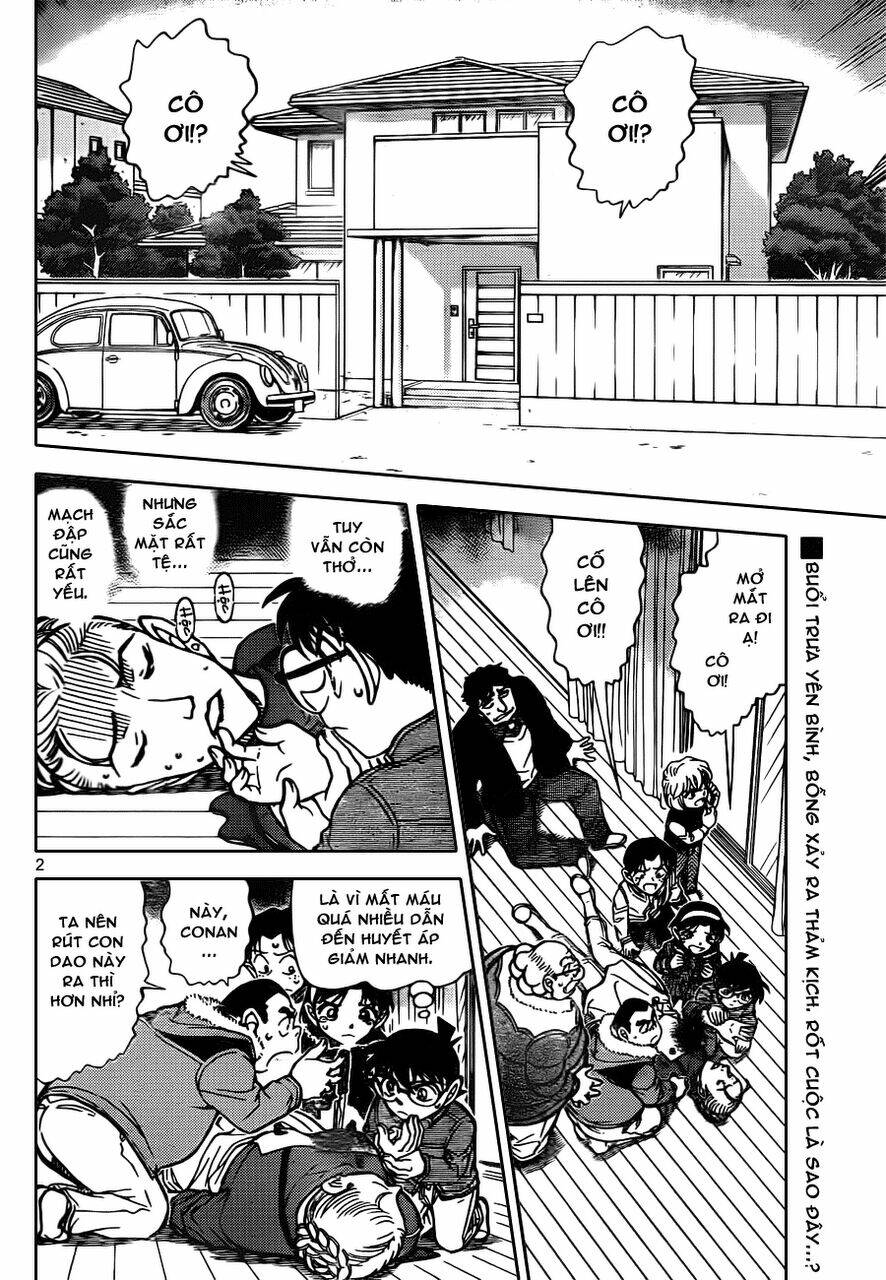 CÔ
ƠI!?
CÔ
ƠI!?
MỞ
MẮT
RA ĐI
Ạ!
CÔ
ƠI!
CỐ
LÊN
CÔ
ƠI!!
BUỔI TRƯA YÊN BÌNH, BỖNG XẢY RA THẢM KỊCH. RỐT CUỘC LÀ SAO ĐÂY...?
TUY
VẪN CÒN
THỞ...
NHƯNG
SẮC
MẶT RẤT
TỆ...
MẠCH
ĐẬP
CŨNG
RẤT
YẾU.
2
LÀ VÌ MẤT MÁU
QUÁ NHIỀU DẪN
ĐẾN HUYẾT ÁP
GIẢM NHANH.
NÀY,
CONAN
...
TA NÊN
RÚT CON
DAO NÀY
RA THÌ
HƠN NHỈ?